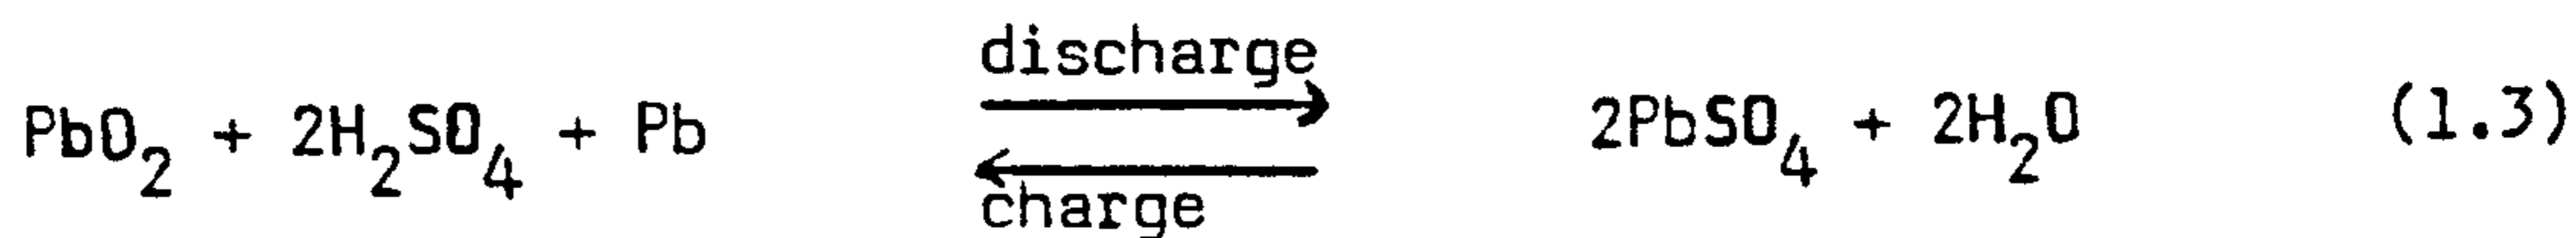 discharge
PbO₂ + 2H₂SO₄ + Pb ⟶ 2PbSO₄ + 2H₂O (1.3)
⟵
charge